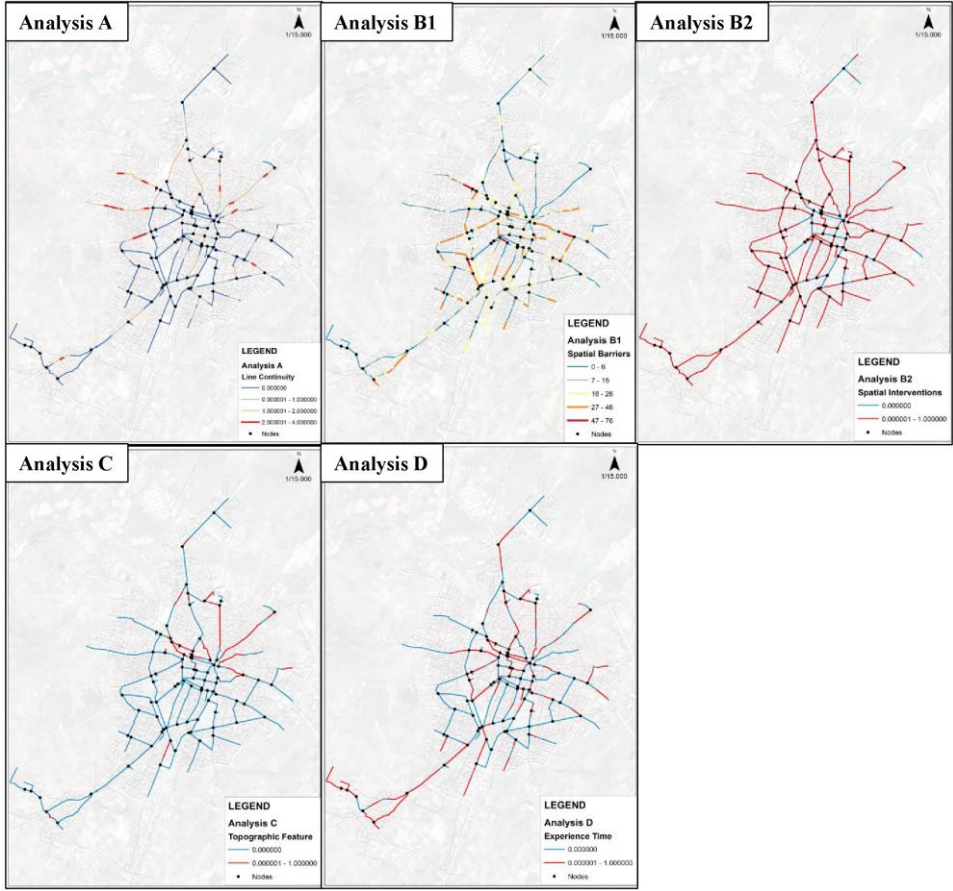 Analysis A
N
1/15.000
LEGEND
Analysis A
Line Continuity
0.000000
0.000001 - 1.000000
1.000001 - 2.000000
2.000001 - 4.000000
Nodes
Analysis B1
N
1/15.000
LEGEND
Analysis B1
Spatial Barriers
0 - 6
7 - 15
16 - 26
27 - 46
47 - 76
Nodes
Analysis B2
N
1/15.000
LEGEND
Analysis B2
Spatial Interventions
0.000000
0.000001 - 1.000000
Nodes
Analysis C
N
1/15.000
LEGEND
Analysis C
Topographic Feature
0.000000
0.000001 - 1.000000
Nodes
Analysis D
N
1/15.000
LEGEND
Analysis D
Experience Time
0.000000
0.000001 - 1.000000
Nodes